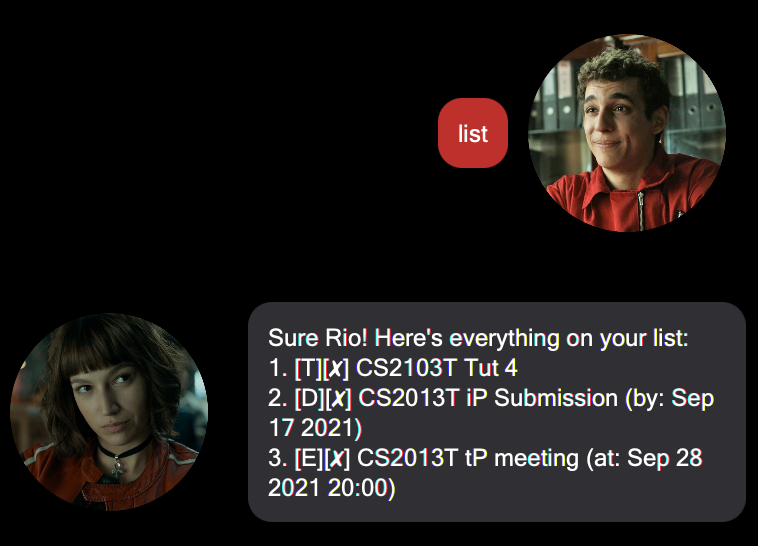 list
Sure Rio! Here's everything on your list:
1. [T][✗] CS2103T Tut 4
2. [D][✗] CS2013T iP Submission (by: Sep
17 2021)
3. [E][✗] CS2013T tP meeting (at: Sep 28
2021 20:00)